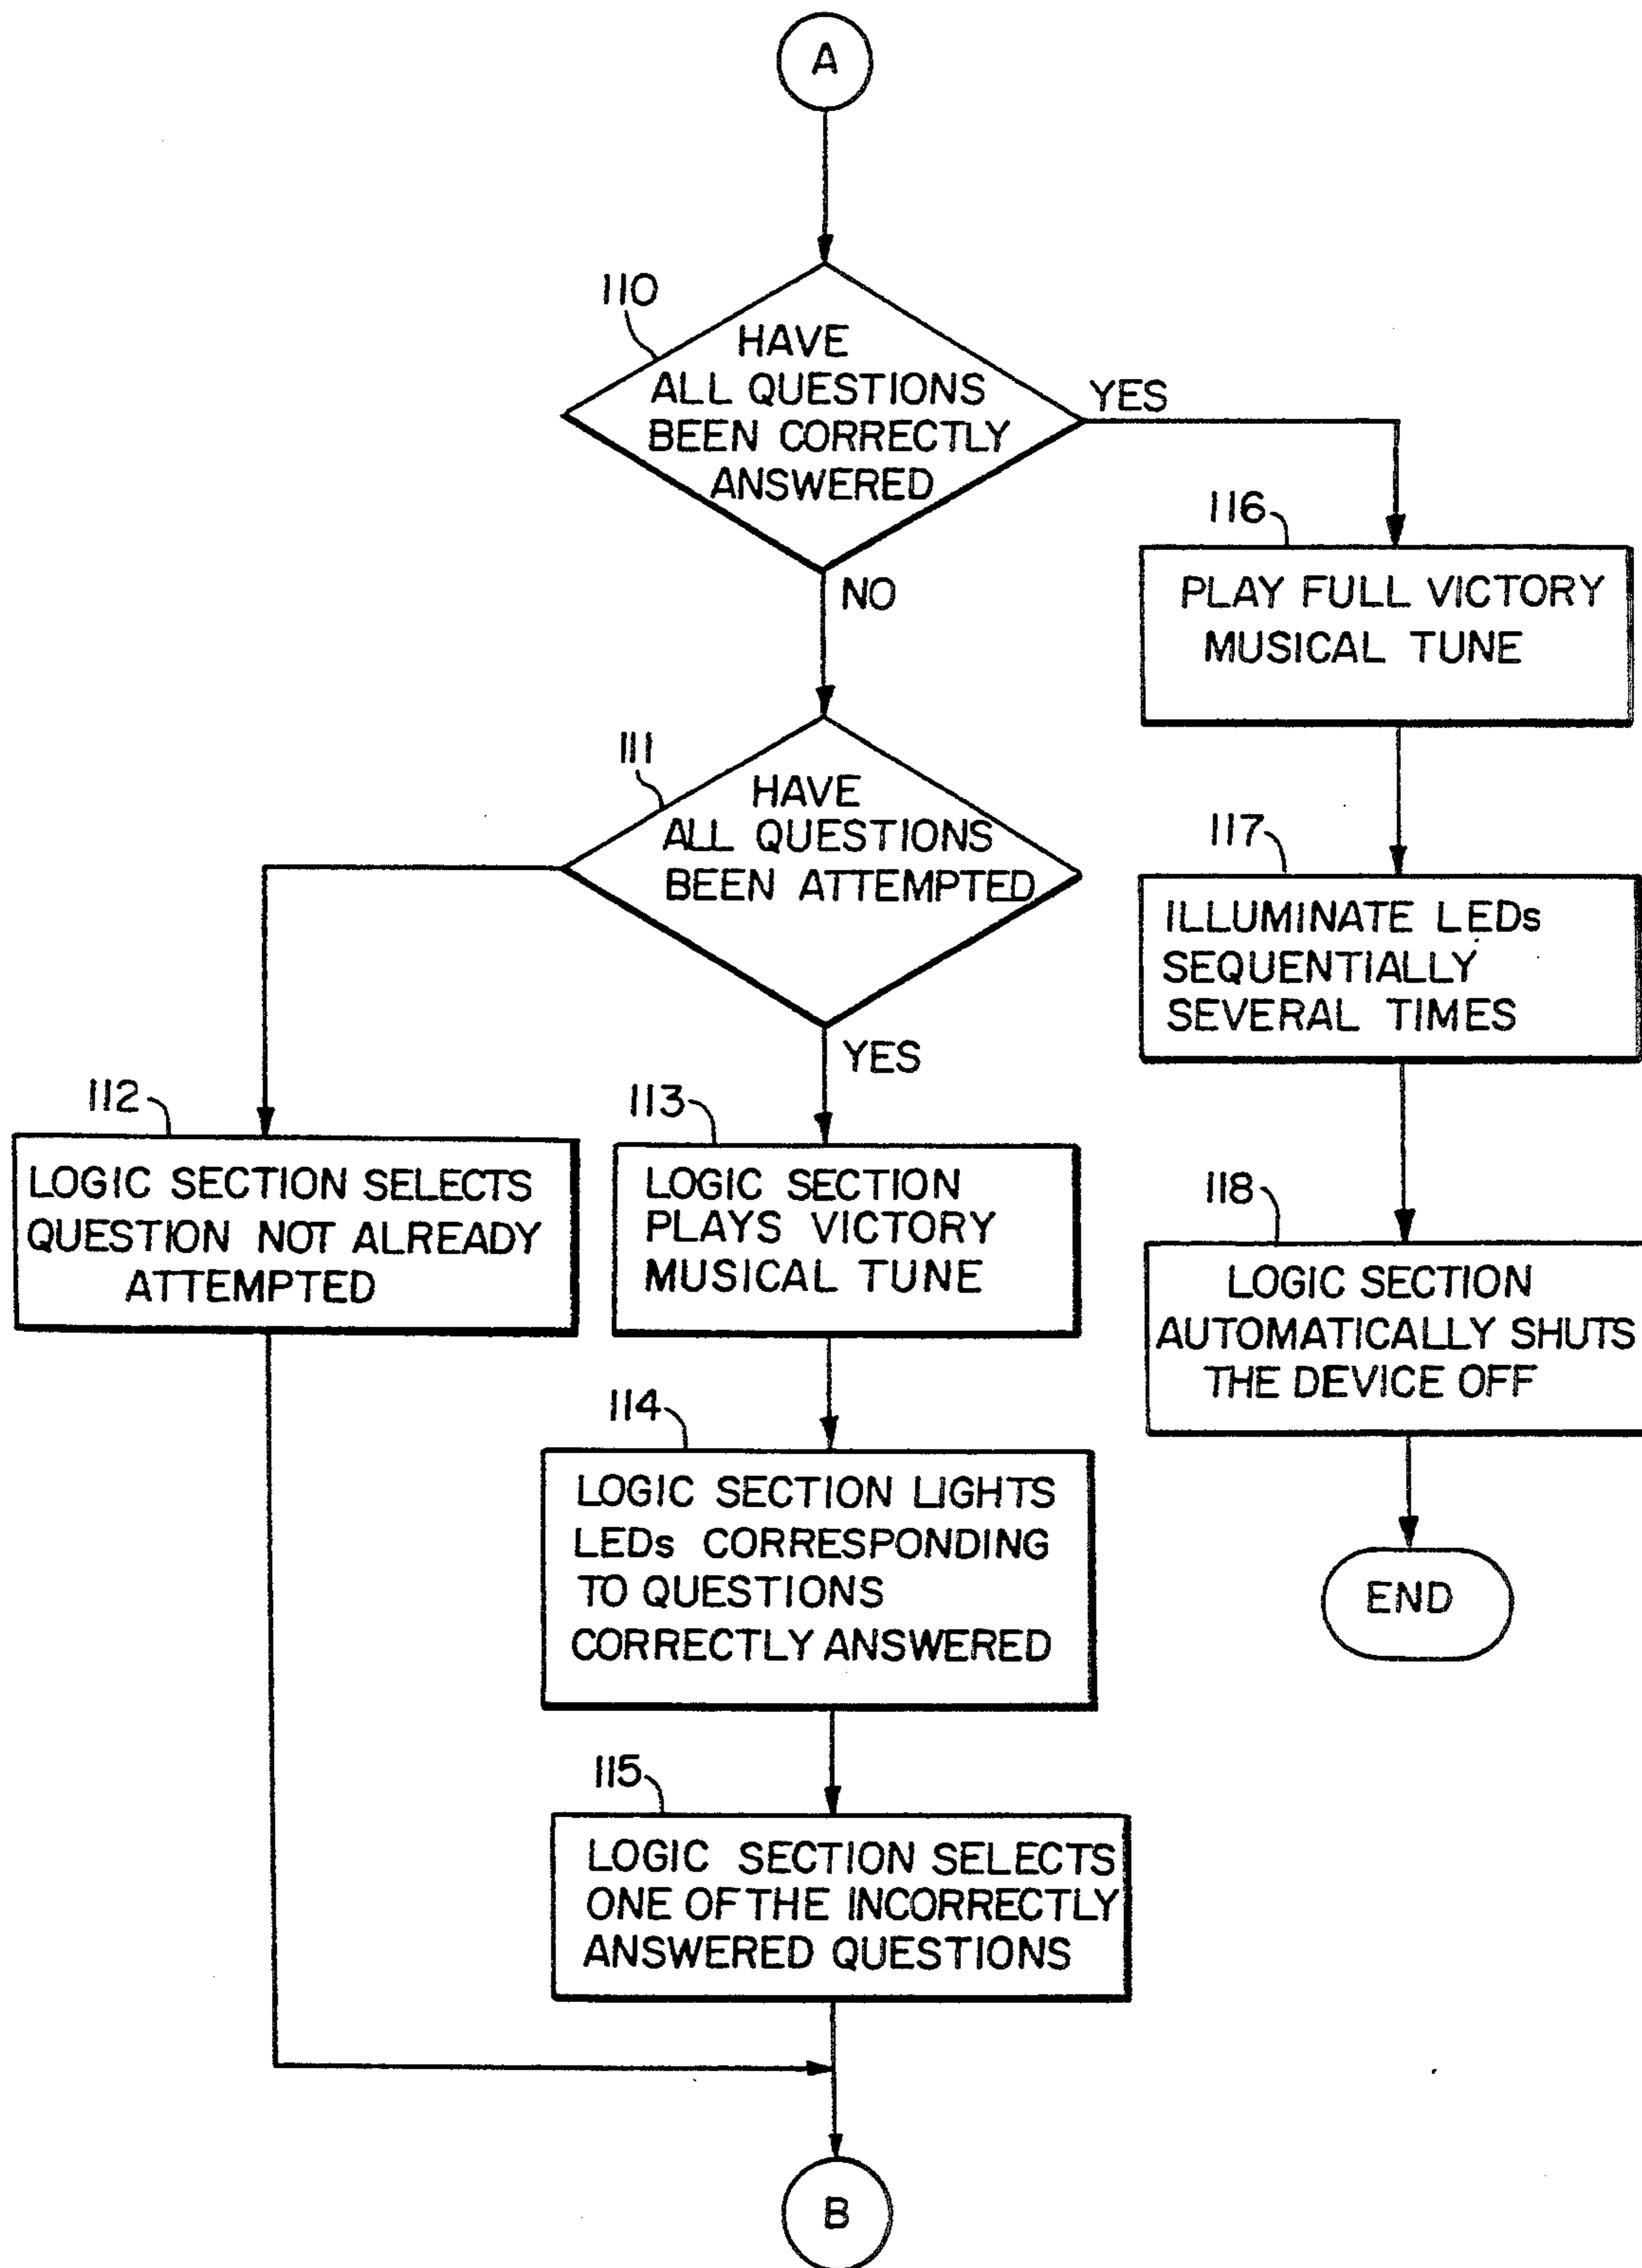 A
110
HAVE
ALL QUESTIONS
BEEN CORRECTLY
ANSWERED
YES
NO
116
PLAY FULL VICTORY
MUSICAL TUNE
111
HAVE
ALL QUESTIONS
BEEN ATTEMPTED
YES
117
ILLUMINATE LEDs
SEQUENTIALLY
SEVERAL TIMES
112
LOGIC SECTION SELECTS
QUESTION NOT ALREADY
ATTEMPTED
113
LOGIC SECTION
PLAYS VICTORY
MUSICAL TUNE
118
LOGIC SECTION
AUTOMATICALLY SHUTS
THE DEVICE OFF
END
114
LOGIC SECTION LIGHTS
LEDs CORRESPONDING
TO QUESTIONS
CORRECTLY ANSWERED
115
LOGIC SECTION SELECTS
ONE OF THE INCORRECTLY
ANSWERED QUESTIONS
B